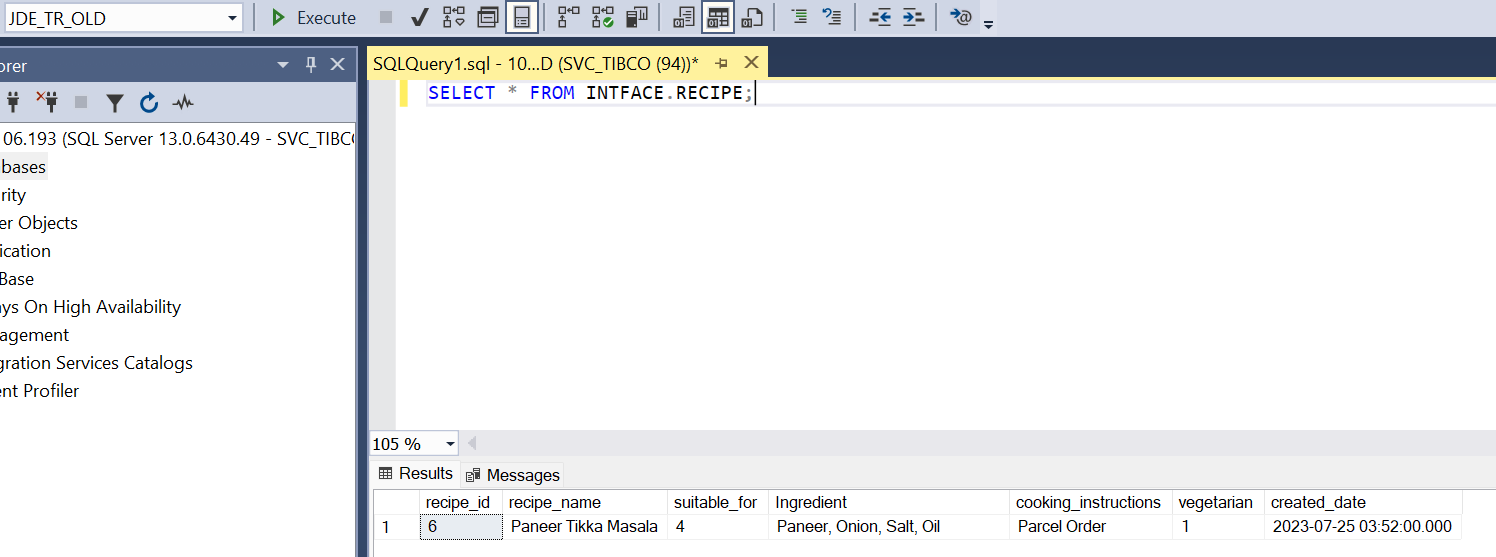 JDE_TR_OLD
Execute
orer
SQLQuery1.sql - 10...D (SVC_TIBCO (94))*
SELECT * FROM INTFACE.RECIPE;
06.193 (SQL Server 13.0.6430.49 - SVC_TIBC
bases
rity
er Objects
ication
Base
ys On High Availability
agement
gration Services Catalogs
ent Profiler
105 %
Results Messages
recipe_id recipe_name suitable_for Ingredient cooking_instructions vegetarian created_date
1 6 Paneer Tikka Masala 4 Paneer, Onion, Salt, Oil Parcel Order 1 2023-07-25 03:52:00.000